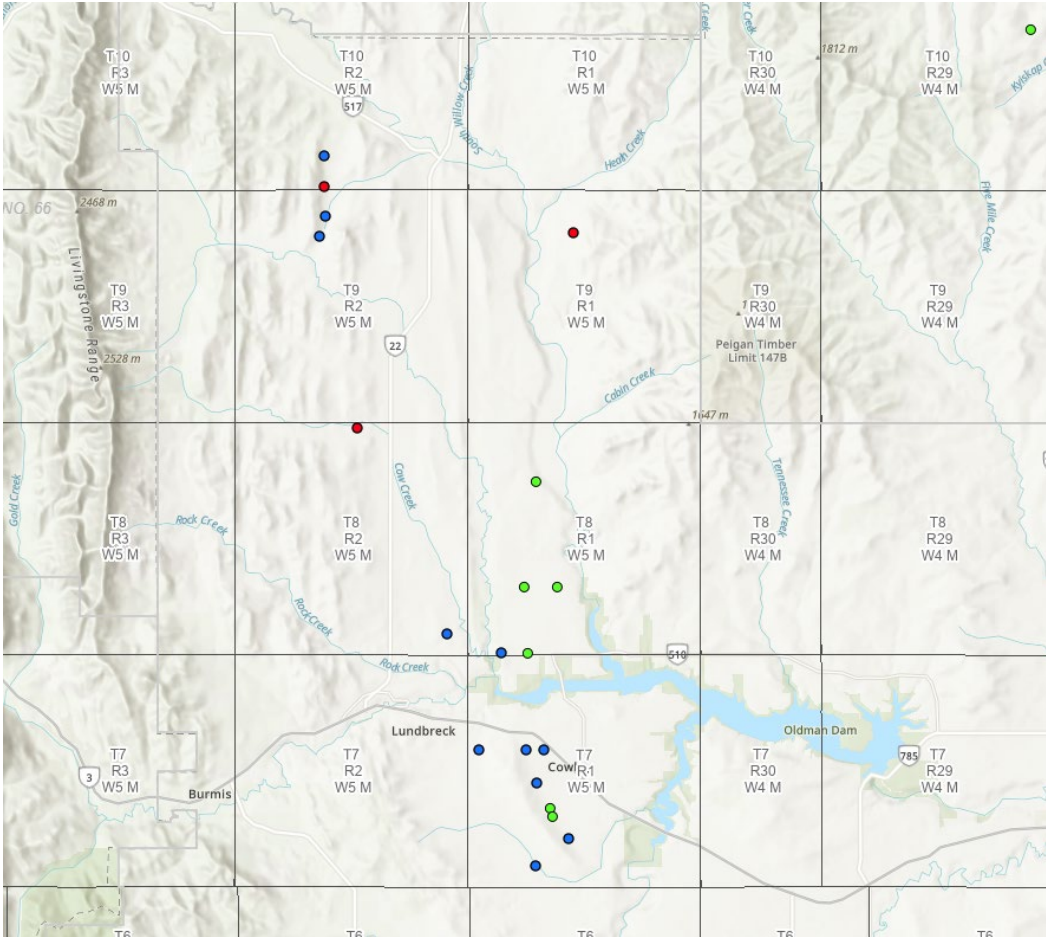 1812 m
T10
R3
W5 M
T10
R2
W5 M
T10
R1
W5 M
T10
R30
W4 M
T10
R29
W4 M
517
South Willow Creek
Heath Creek
Creek
Creek
Five Mile Creek
NO. 66
2468 m
Livingstone Range
T9
R3
W5 M
T9
R2
W5 M
T9
R1
W5 M
T9
R30
W4 M
T9
R29
W4 M
22
Peigan Timber
Limit 147B
2528 m
Cabin Creek
1647 m
Gold Creek
Cow Creek
Tennessee Creek
Rock Creek
T8
R3
W5 M
T8
R2
W5 M
T8
R1
W5 M
T8
R30
W4 M
T8
R29
W4 M
Rock Creek
Rock Creek
510
Lundbreck
Oldman Dam
T7
R3
W5 M
T7
R2
W5 M
T7
R1
W5 M
T7
R30
W4 M
T7
R29
W4 M
785
3
Burmis
T6
T6
T6
T6
T6